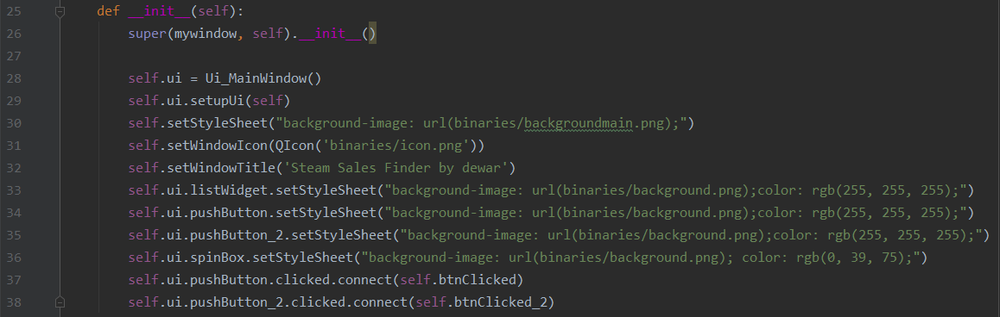 25 def __init__(self):
26 super(mywindow, self).__init__()
27
28 self.ui = Ui_MainWindow()
29 self.ui.setupUi(self)
30 self.setStyleSheet("background-image: url(binaries/backgroundmain.png);")
31 self.setWindowIcon(QIcon('binaries/icon.png'))
32 self.setWindowTitle('Steam Sales Finder by dewar')
33 self.ui.listWidget.setStyleSheet("background-image: url(binaries/background.png);color: rgb(255, 255, 255);")
34 self.ui.pushButton.setStyleSheet("background-image: url(binaries/background.png);color: rgb(255, 255, 255);")
35 self.ui.pushButton_2.setStyleSheet("background-image: url(binaries/background.png);color: rgb(255, 255, 255);")
36 self.ui.spinBox.setStyleSheet("background-image: url(binaries/background.png); color: rgb(0, 39, 75);")
37 self.ui.pushButton.clicked.connect(self.btnClicked)
38 self.ui.pushButton_2.clicked.connect(self.btnClicked_2)